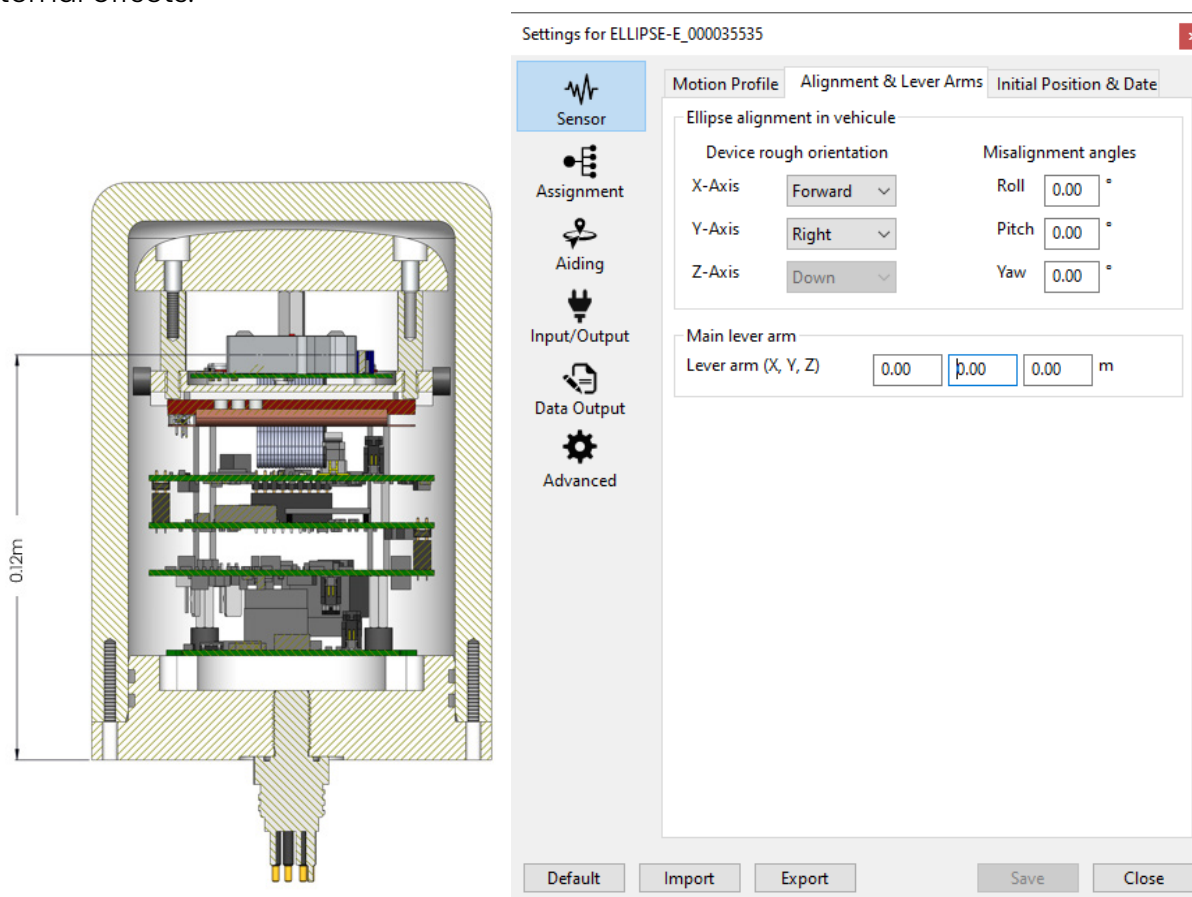 ternal effects.
Settings for ELLIPSE-E_000035535
Sensor
Assignment
Aiding
Input/Output
Data Output
Advanced
Motion Profile Alignment & Lever Arms Initial Position & Date
Ellipse alignment in vehicule
Device rough orientation Misalignment angles
X-Axis Forward Roll 0.00 °
Y-Axis Right Pitch 0.00 °
Z-Axis Down Yaw 0.00 °
Main lever arm
Lever arm (X, Y, Z) 0.00 0.00 0.00 m
0.12m
Default Import Export Save Close